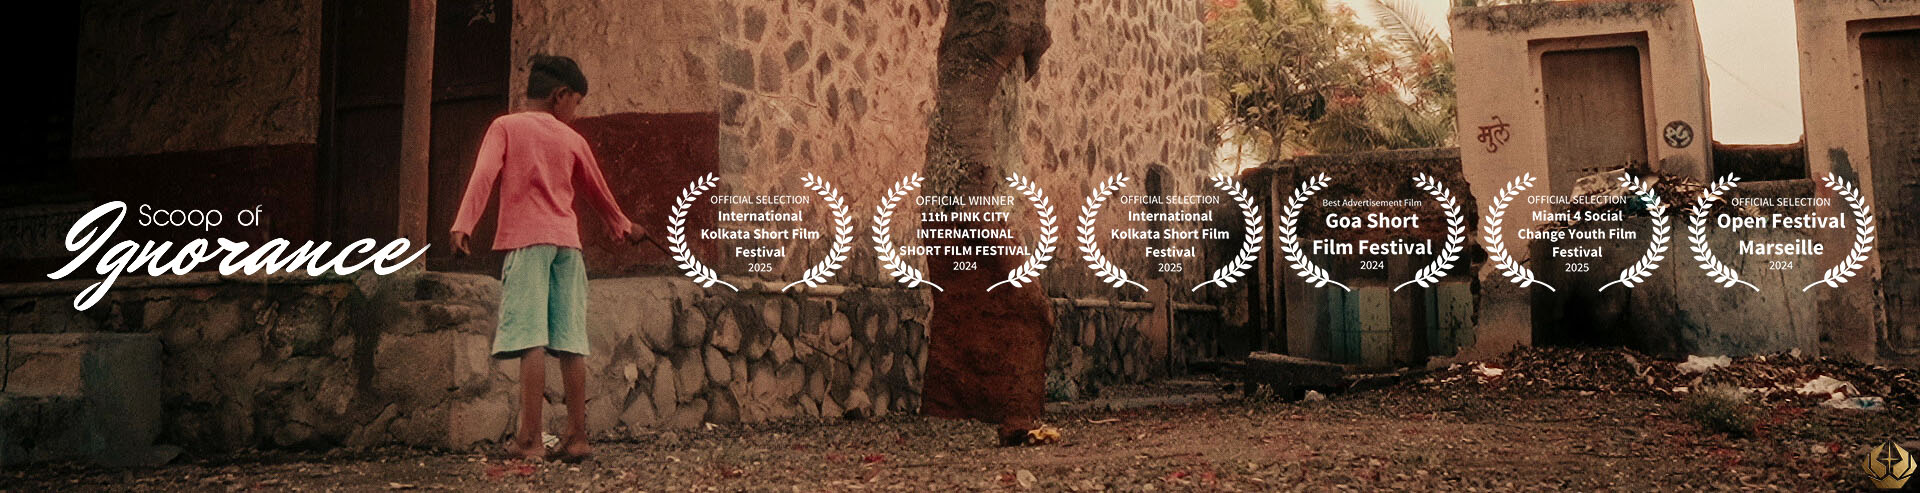 Scoop of
Ignorance
OFFICIAL SELECTION
International
Kolkata Short Film
Festival
2025
OFFICIAL WINNER
11th PINK CITY
INTERNATIONAL
SHORT FILM FESTIVAL
2024
OFFICIAL SELECTION
International
Kolkata Short Film
Festival
2025
Best Advertisement Film
Goa Short
Film Festival
2024
OFFICIAL SELECTION
Miami 4 Social
Change Youth Film
Festival
2025
OFFICIAL SELECTION
Open Festival
Marseille
2024
मुले